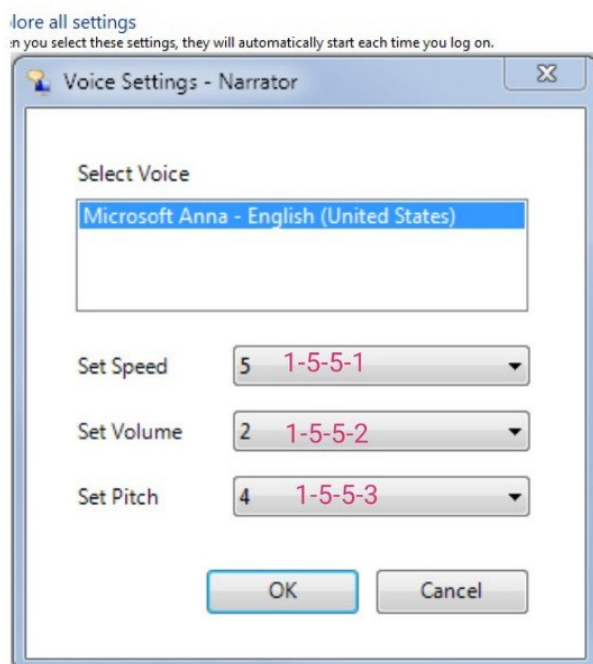 lore all settings
n you select these settings, they will automatically start each time you log on.
Voice Settings - Narrator
Select Voice
Microsoft Anna - English (United States)
Set Speed 5 1-5-5-1
Set Volume 2 1-5-5-2
Set Pitch 4 1-5-5-3
OK Cancel